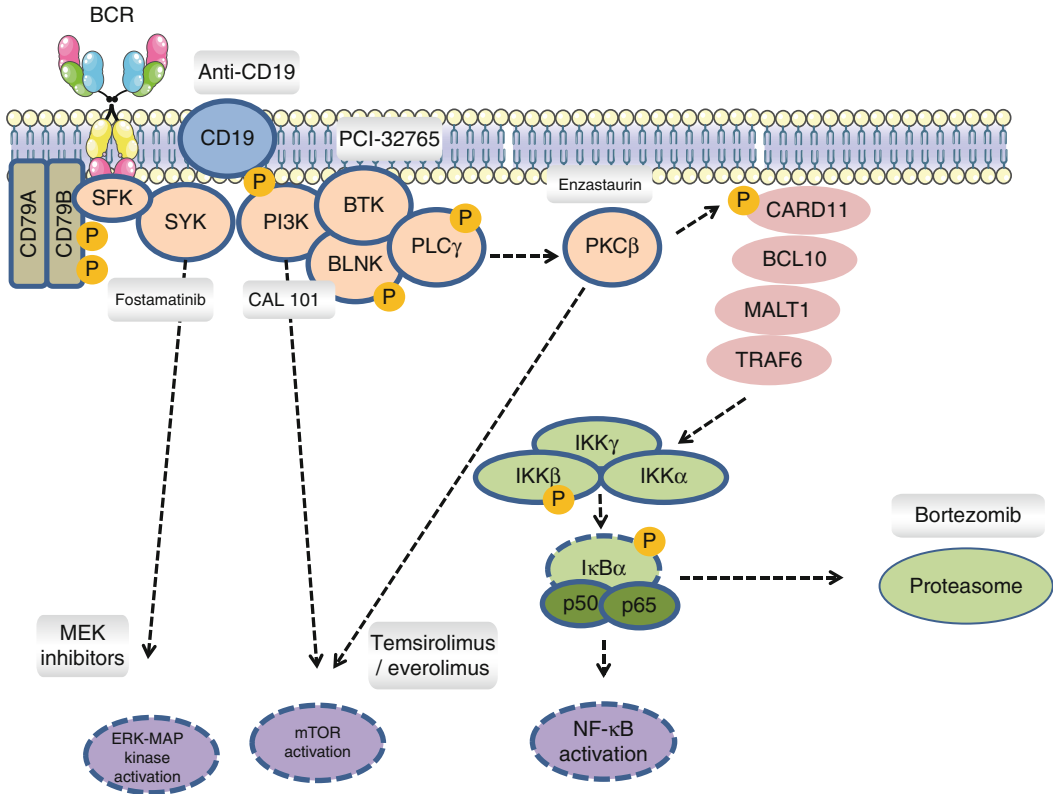 BCR
Anti-CD19
CD19
PCI-32765
Enzastaurin
CD79A
CD79B
SFK
P
P
SYK
P
PI3K
BTK
BLNK
P
PLCγ
P
PKCβ
P
CARD11
BCL10
MALT1
TRAF6
Fostamatinib
CAL 101
IKKγ
IKKβ
P
IKKα
P
IκBα
p50
p65
Bortezomib
Proteasome
MEK
inhibitors
Temsirolimus
/ everolimus
ERK-MAP
kinase
activation
mTOR
activation
NF-κB
activation